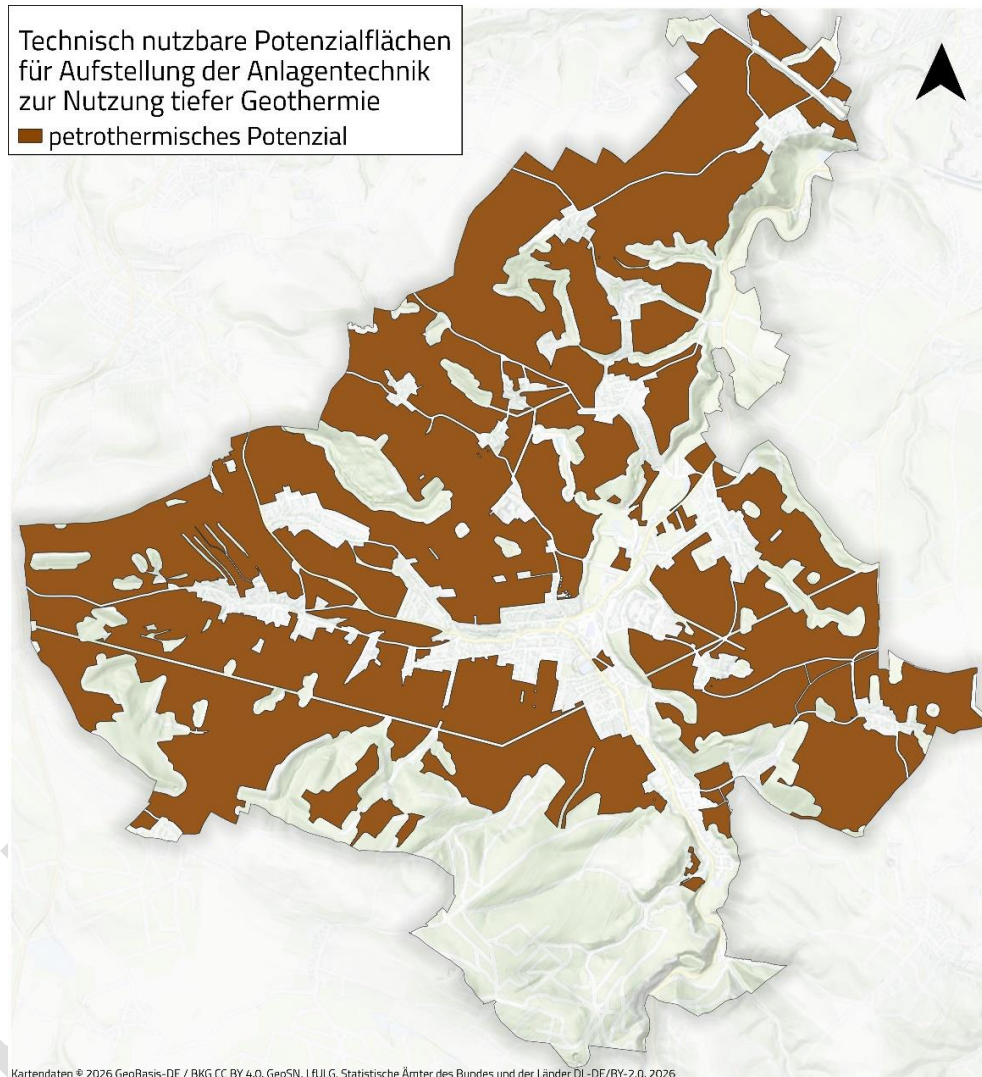 Technisch nutzbare Potenzialflächen
für Aufstellung der Anlagentechnik
zur Nutzung tiefer Geothermie
petrothermisches Potenzial
Kartendaten © 2026 GeoBasis-DE / BKG CC BY 4.0, GeoSN, LfULG, Statistische Ämter des Bundes und der Länder DL-DE/BY-2.0, 2026